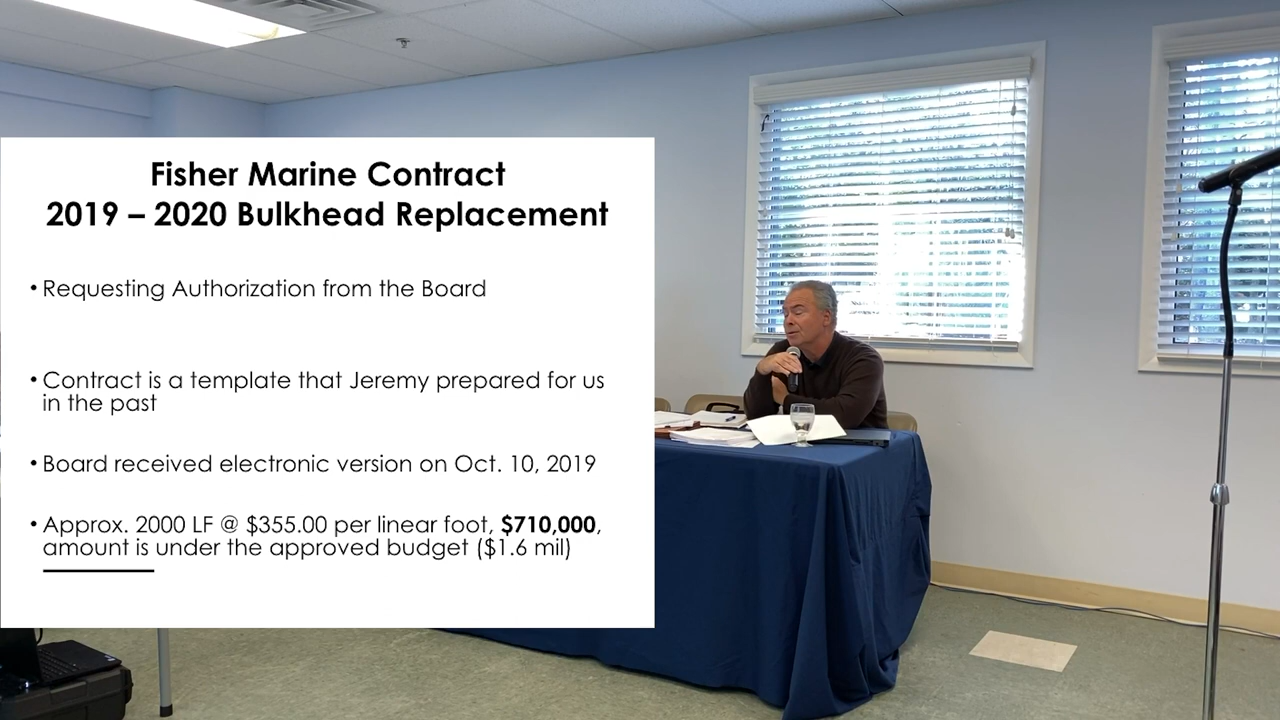 Fisher Marine Contract
2019 – 2020 Bulkhead Replacement
• Requesting Authorization from the Board
• Contract is a template that Jeremy prepared for us
in the past
• Board received electronic version on Oct. 10, 2019
• Approx. 2000 LF @ $355.00 per linear foot, $710,000,
amount is under the approved budget ($1.6 mil)